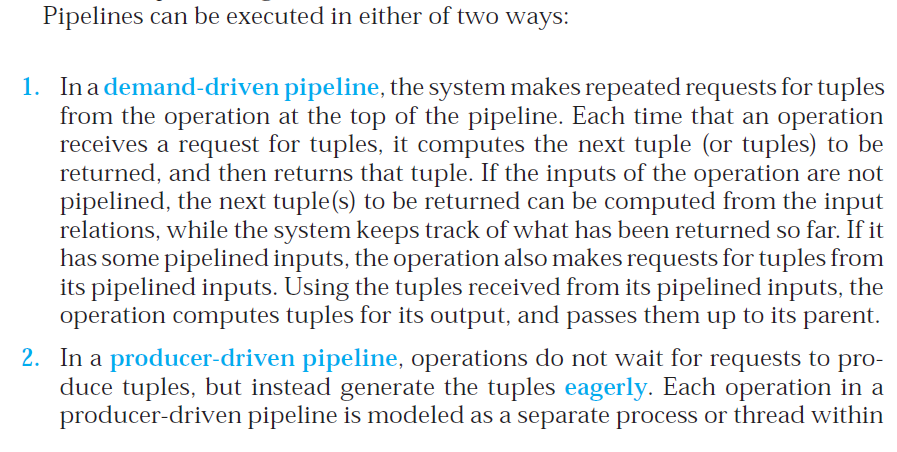 Pipelines can be executed in either of two ways:
1. In a demand-driven pipeline, the system makes repeated requests for tuples
from the operation at the top of the pipeline. Each time that an operation
receives a request for tuples, it computes the next tuple (or tuples) to be
returned, and then returns that tuple. If the inputs of the operation are not
pipelined, the next tuple(s) to be returned can be computed from the input
relations, while the system keeps track of what has been returned so far. If it
has some pipelined inputs, the operation also makes requests for tuples from
its pipelined inputs. Using the tuples received from its pipelined inputs, the
operation computes tuples for its output, and passes them up to its parent.
2. In a producer-driven pipeline, operations do not wait for requests to pro-
duce tuples, but instead generate the tuples eagerly. Each operation in a
producer-driven pipeline is modeled as a separate process or thread within